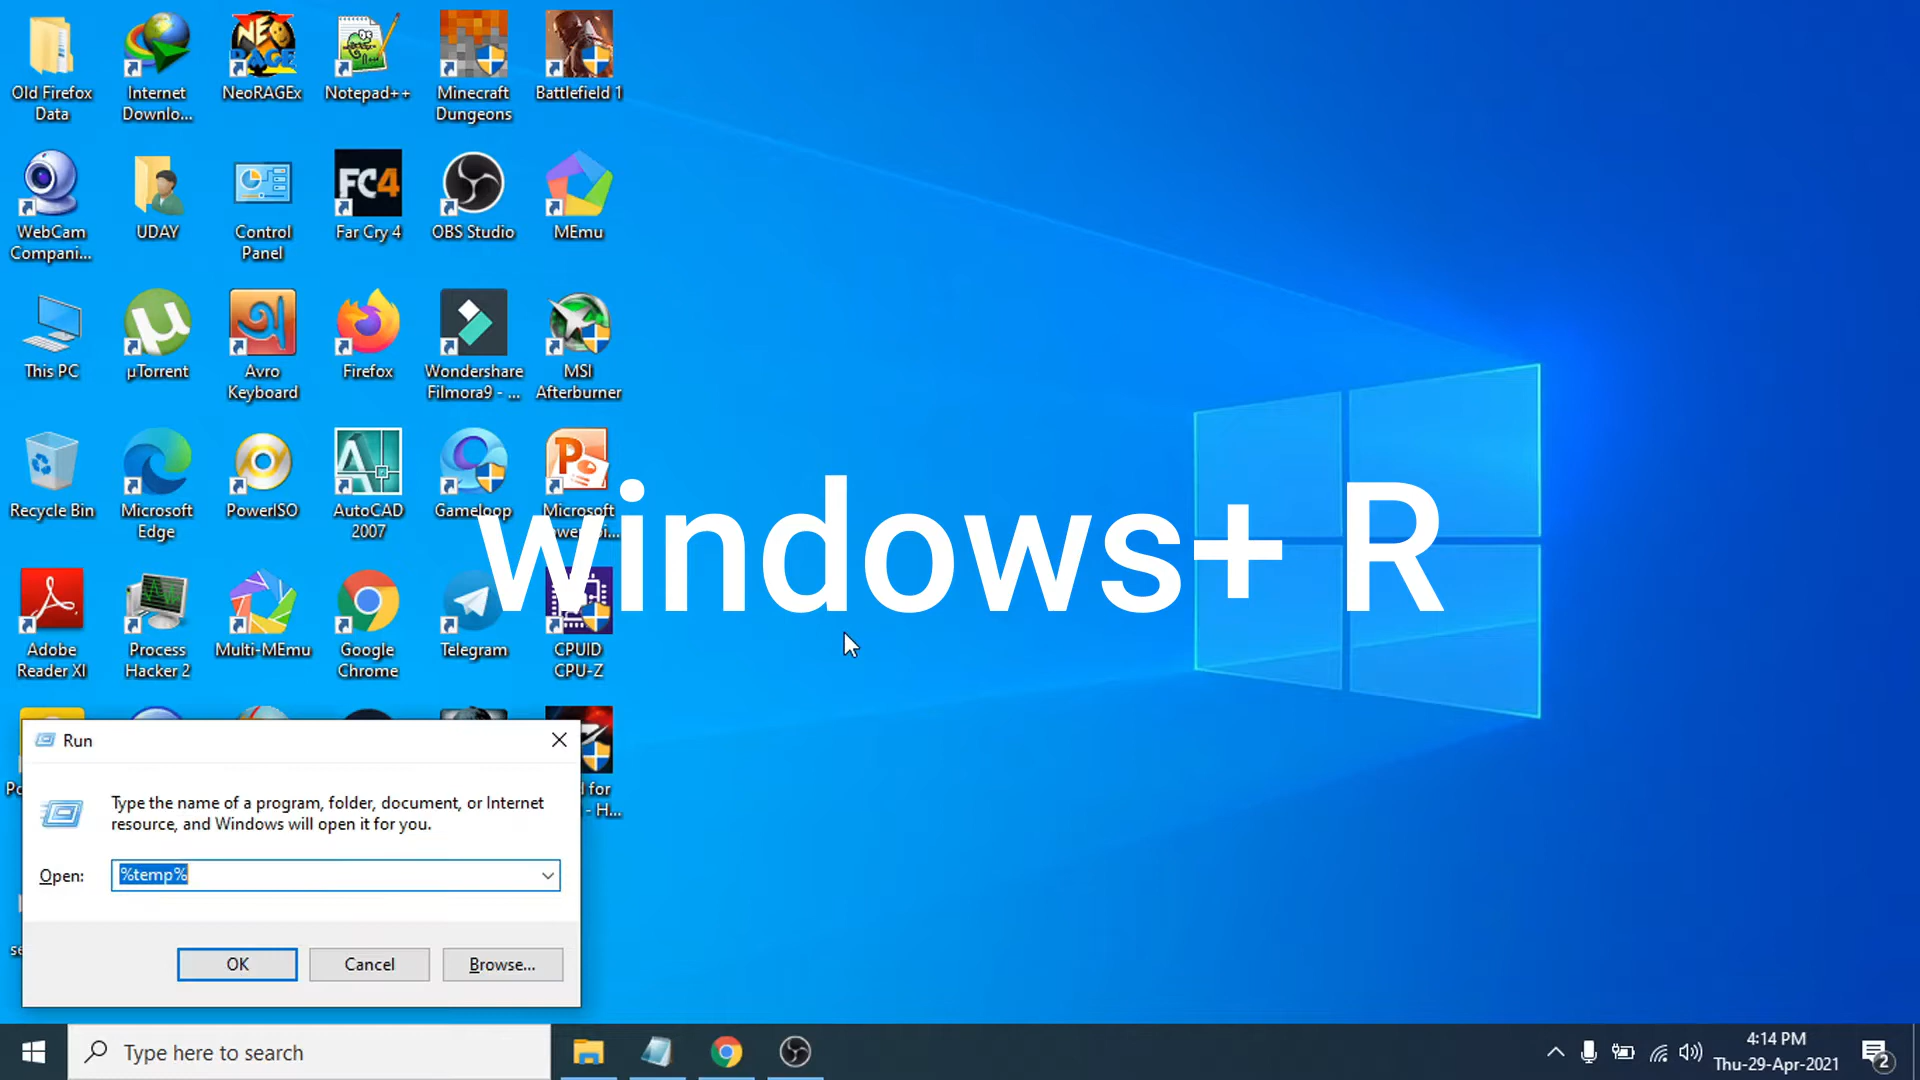 Old Firefox
Data
Internet
Downlo...
NeoRAGEx
Notepad++
Minecraft
Dungeons
Battlefield 1
WebCam
Compani...
UDAY
Control
Panel
FC4
Far Cry 4
OBS Studio
MEmu
This PC
µTorrent
Avro
Keyboard
Firefox
Wondershare
Filmora9 - ...
MSI
Afterburner
Recycle Bin
Microsoft
Edge
PowerISO
AutoCAD
2007
Gameloop
Microsoft
windows+ R
Adobe
Reader XI
Process
Hacker 2
Multi-MEmu
Google
Chrome
Telegram
CPUID
CPU-Z
for
- H...
Run
Type the name of a program, folder, document, or Internet
resource, and Windows will open it for you.
Open:
%temp%
OK
Cancel
Browse...
Type here to search
4:14 PM
Thu-29-Apr-2021
2